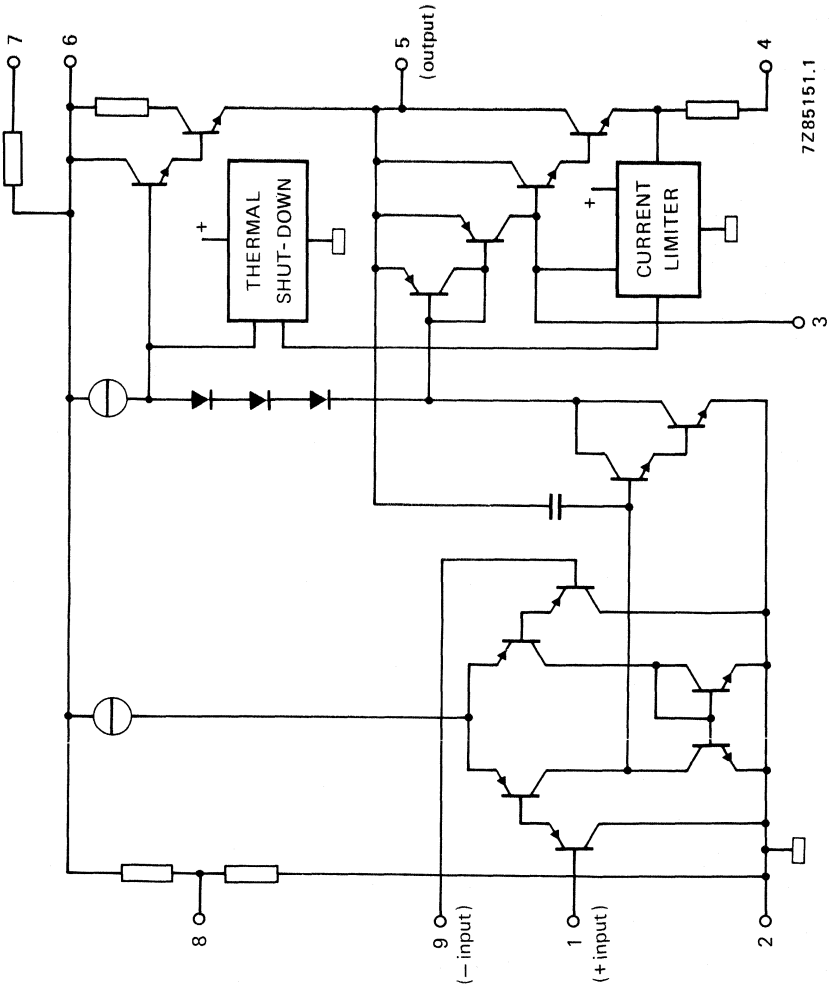 7
6
5
(output)
4
7Z85151.1
+
THERMAL
SHUT-DOWN
+
CURRENT
LIMITER
3
8
9
(– input)
1
(+ input)
2